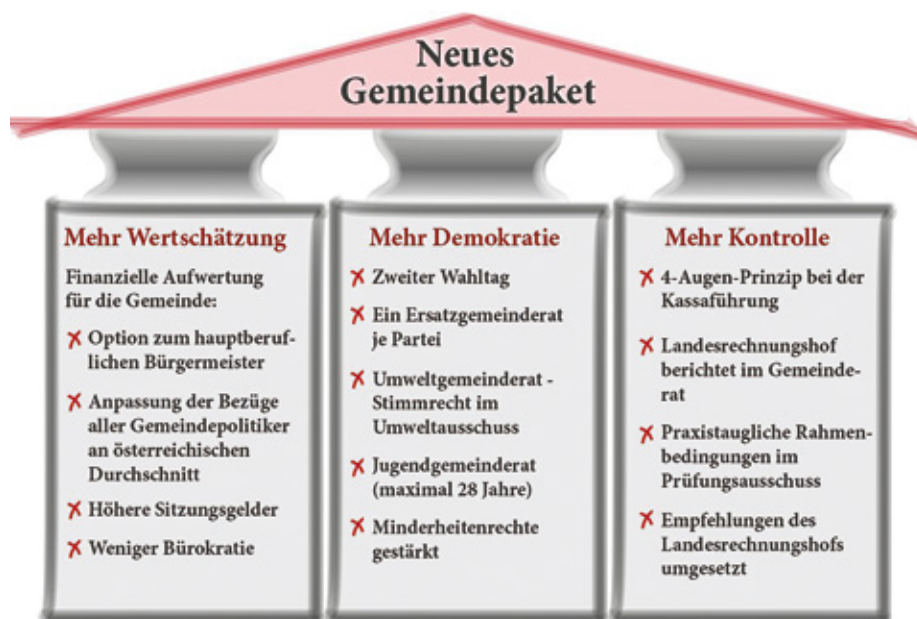 Neues
Gemeindepaket
Mehr Wertschätzung
Finanzielle Aufwertung
für die Gemeinde:
Option zum hauptberuf-
lichen Bürgermeister
Anpassung der Bezüge
aller Gemeindepolitiker
an österreichischen
Durchschnitt
Höhere Sitzungsgelder
Weniger Bürokratie
Mehr Demokratie
Zweiter Wahltag
Ein Ersatzgemeinderat
je Partei
Umweltgemeinderat -
Stimmrecht im
Umweltausschuss
Jugendgemeinderat
(maximal 28 Jahre)
Minderheitenrechte
gestärkt
Mehr Kontrolle
4-Augen-Prinzip bei der
Kassaführung
Landesrechnungshof
berichtet im Gemeinde-
rat
Praxistaugliche Rahmen-
bedingungen im
Prüfungsausschuss
Empfehlungen des
Landesrechnungshofs
umgesetzt